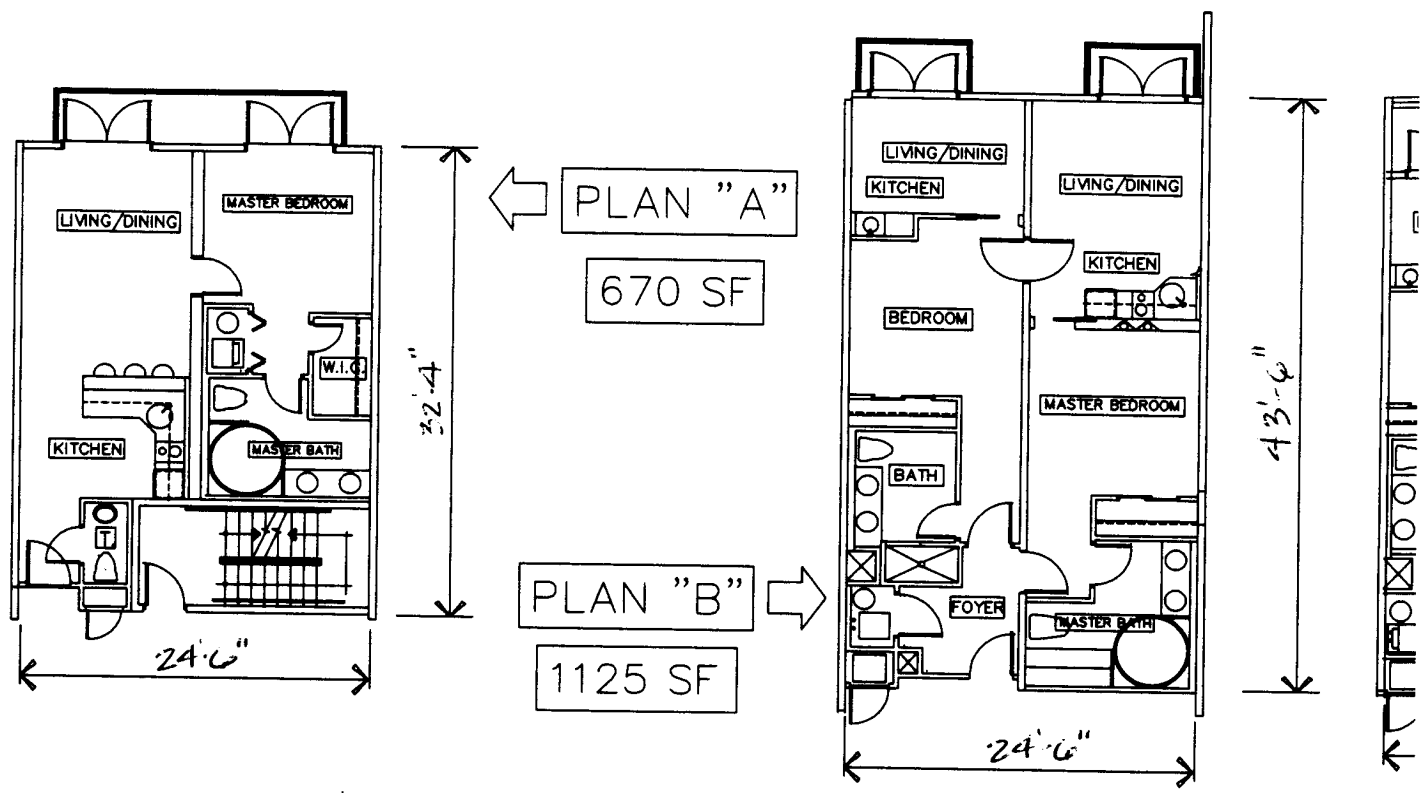 LIVING/DINING
MASTER BEDROOM
W.I.C.
KITCHEN
MASTER BATH
T
32'-4"
24'-6"
PLAN "A"
670 SF
PLAN "B"
1125 SF
LIVING/DINING
KITCHEN
LIVING/DINING
KITCHEN
BEDROOM
MASTER BEDROOM
BATH
FOYER
MASTER BATH
43'-6"
24'-6"